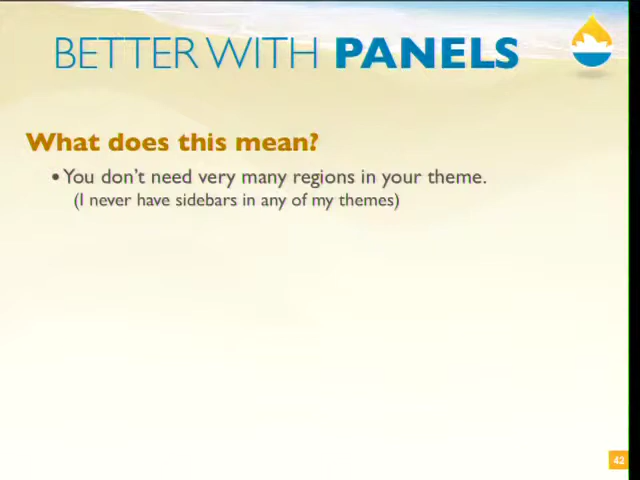 BETTER WITH PANELS
What does this mean?
• You don't need very many regions in your theme.
(I never have sidebars in any of my themes)
42